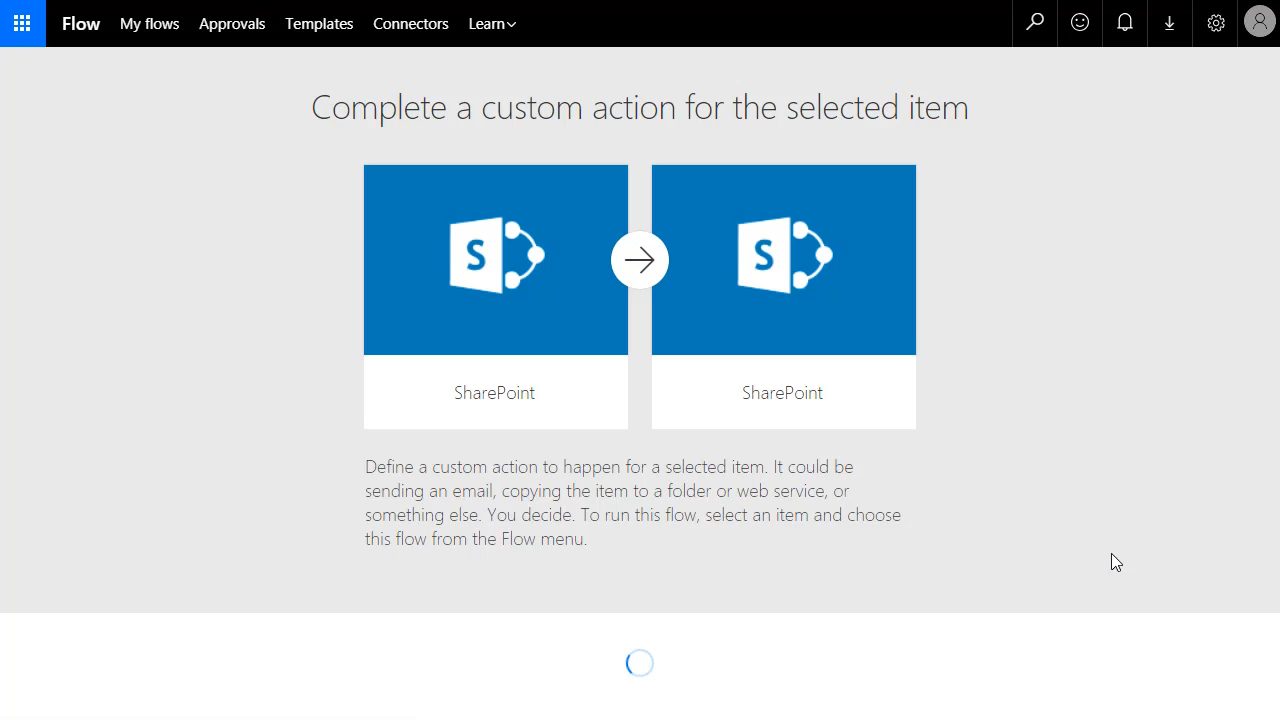 Flow My flows Approvals Templates Connectors Learn
Complete a custom action for the selected item
S S
SharePoint SharePoint
Define a custom action to happen for a selected item. It could be
sending an email, copying the item to a folder or web service, or
something else. You decide. To run this flow, select an item and choose
this flow from the Flow menu.